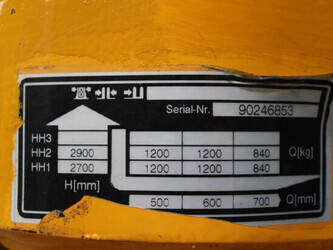 Serial-Nr. 90246853
HH3
HH2 2900 1200 1200 840 Q[kg]
HH1 2700 1200 1200 840
H[mm] 500 600 700 Q[mm]